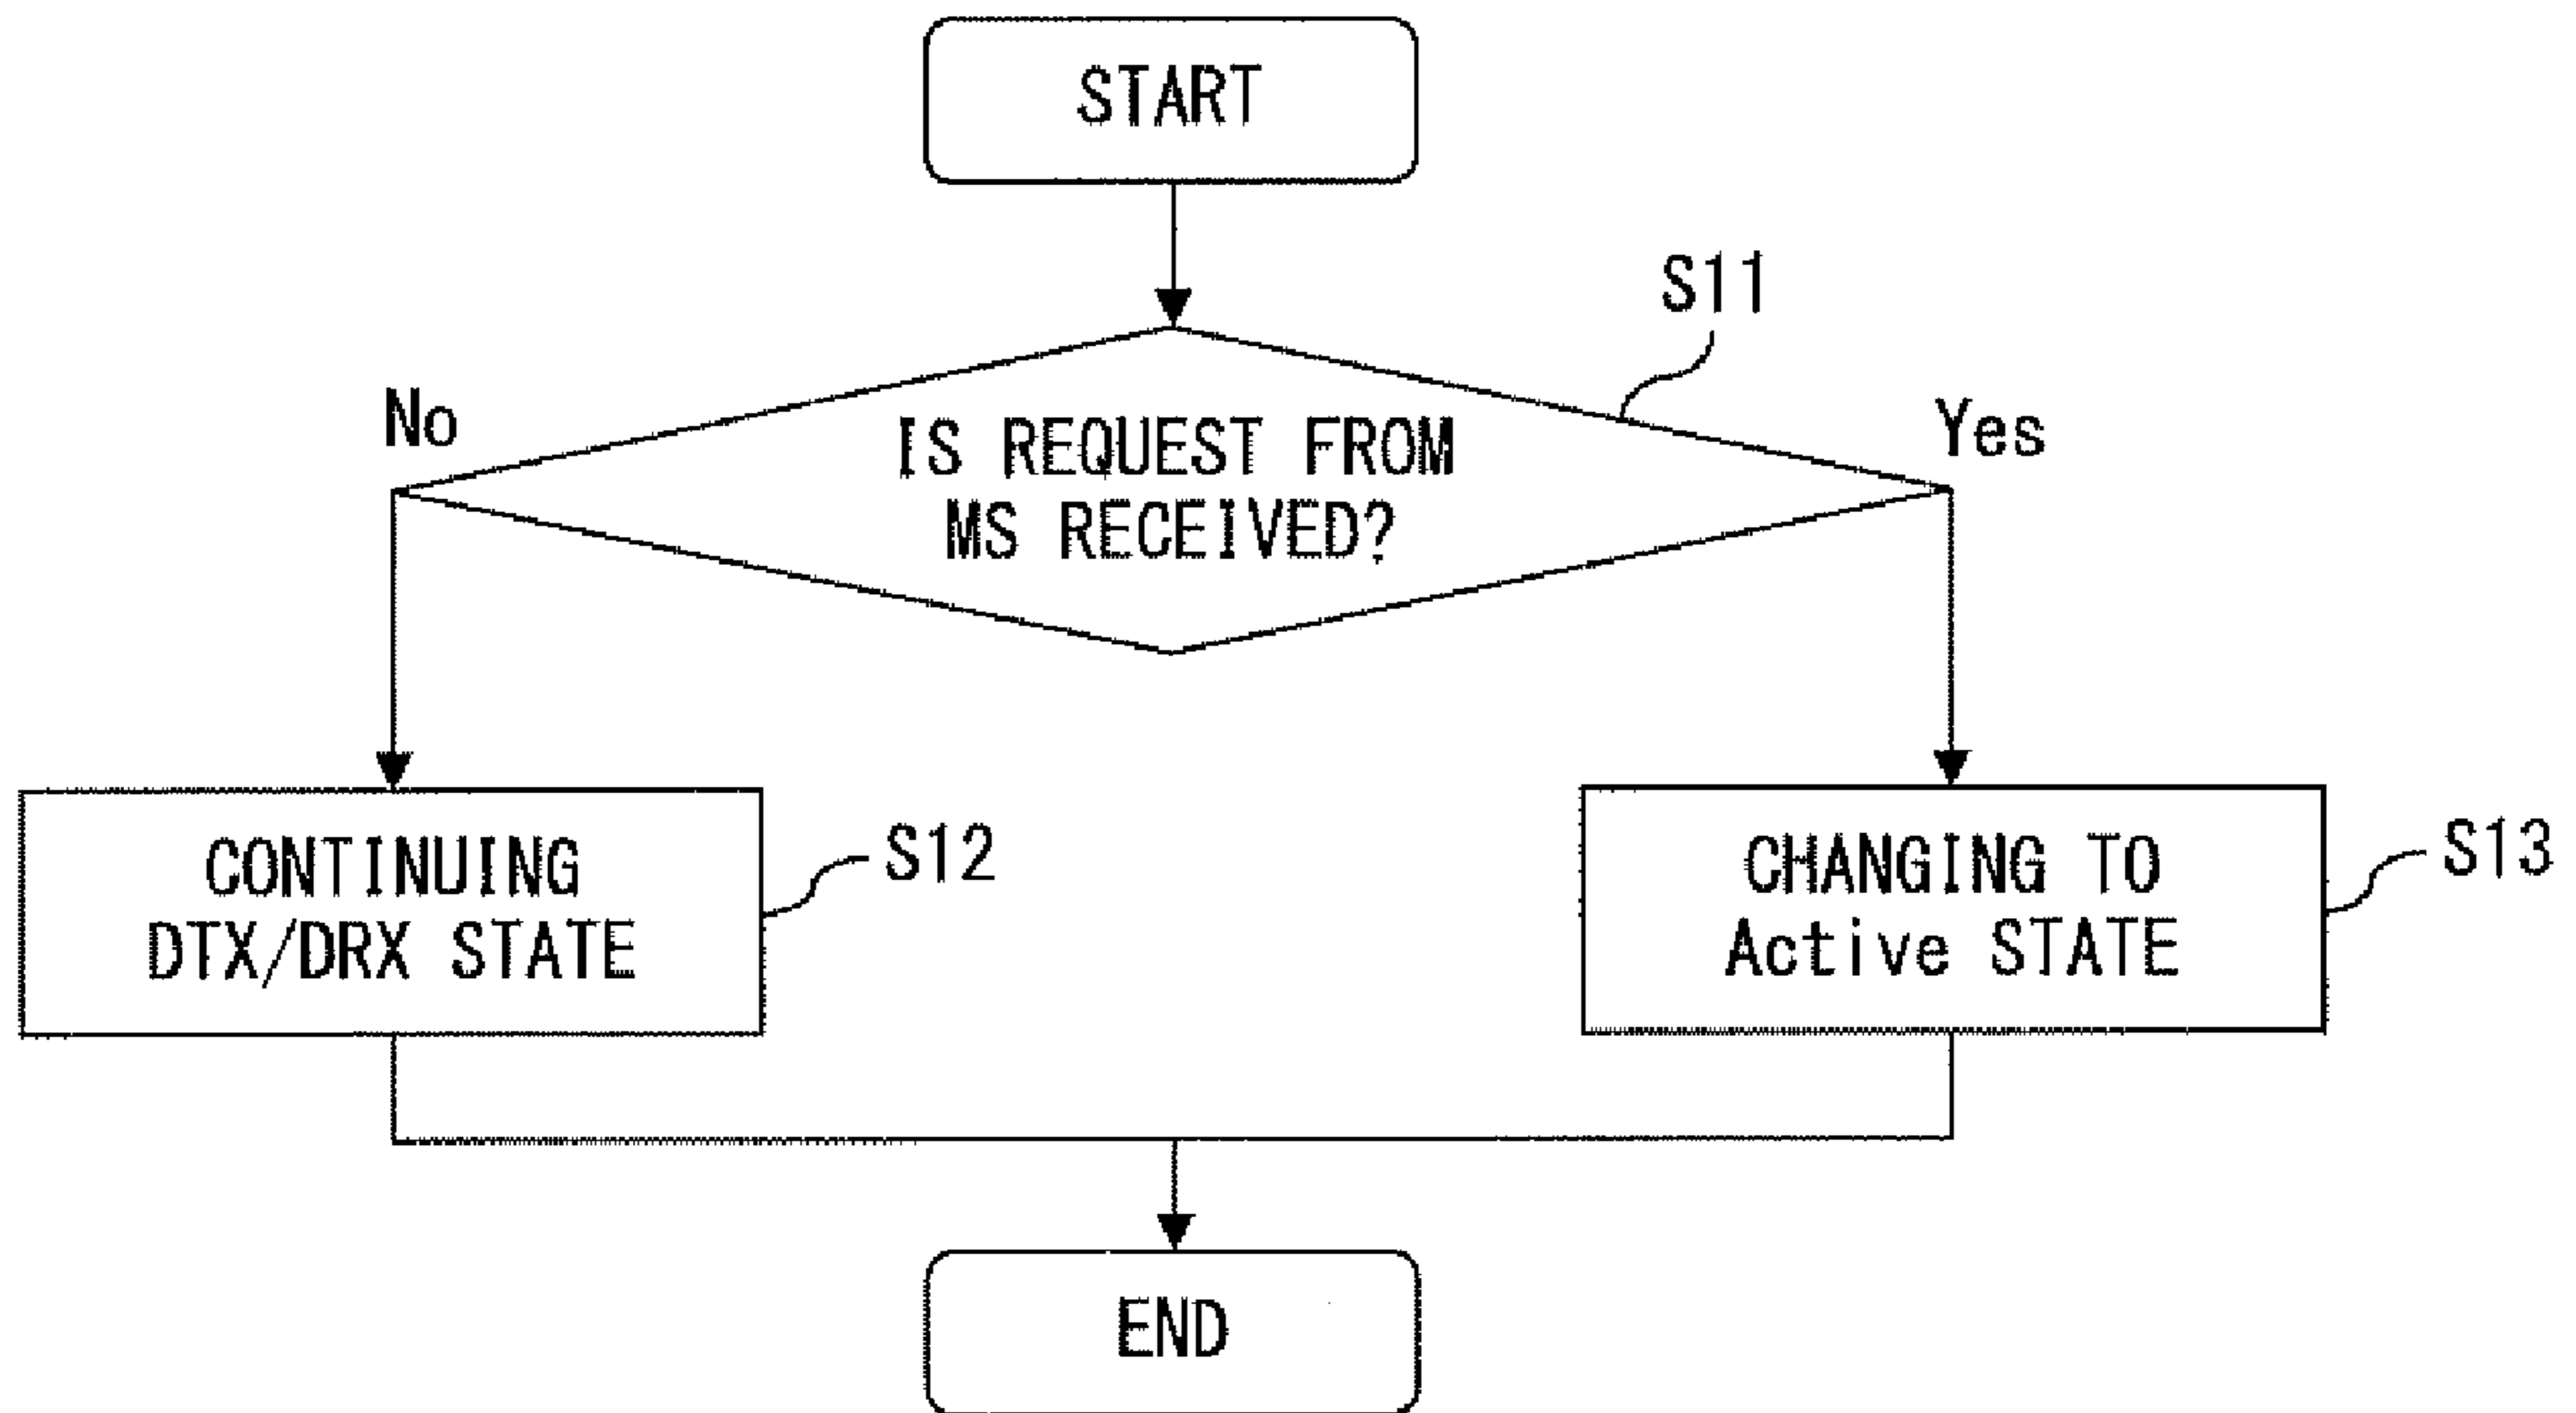 START
S11
No
Yes
IS REQUEST FROM
MS RECEIVED?
CONTINUING
DTX/DRX STATE
S12
CHANGING TO
Active STATE
S13
END